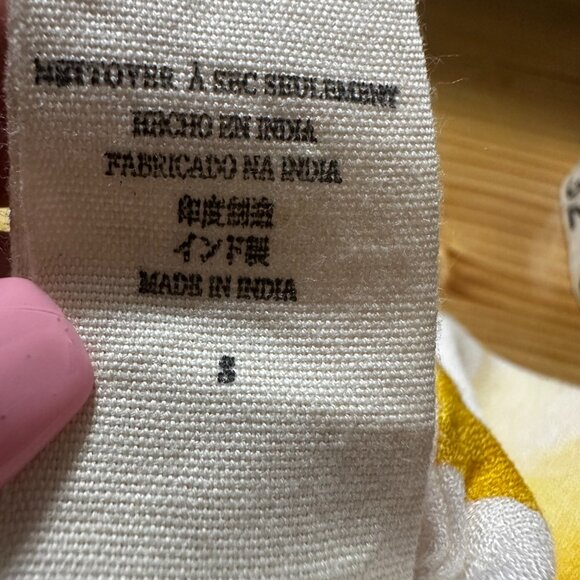 NETTOYER À SEC SEULEMENT
HECHO EN INDIA
FABRICADO NA INDIA
印度制造
インド製
MADE IN INDIA
S